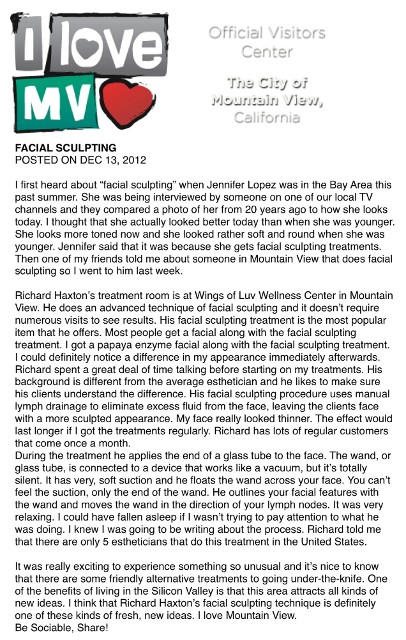 I love
MV
Official Visitors
Center
The City of
Mountain View,
California
FACIAL SCULPTING
POSTED ON DEC 13, 2012
I first heard about “facial sculpting” when Jennifer Lopez was in the Bay Area this
past summer. She was being interviewed by someone on one of our local TV
channels and they compared a photo of her from 20 years ago to how she looks
today. I thought that she actually looked better today than when she was younger.
She looks more toned now and she looked rather soft and round when she was
younger. Jennifer said that it was because she gets facial sculpting treatments.
Then one of my friends told me about someone in Mountain View that does facial
sculpting so I went to him last week.
Richard Haxton’s treatment room is at Wings of Luv Wellness Center in Mountain
View. He does an advanced technique of facial sculpting and it doesn’t require
numerous visits to see results. His facial sculpting treatment is the most popular
item that he offers. Most people get a facial along with the facial sculpting
treatment. I got a papaya enzyme facial along with the facial sculpting treatment.
I could definitely notice a difference in my appearance immediately afterwards.
Richard spent a great deal of time talking before starting on my treatments. His
background is different from the average esthetician and he likes to make sure
his clients understand the difference. His facial sculpting procedure uses manual
lymph drainage to eliminate excess fluid from the face, leaving the clients face
with a more sculpted appearance. My face really looked thinner. The effect would
last longer if I got the treatments regularly. Richard has lots of regular customers
that come once a month.
During the treatment he applies the end of a glass tube to the face. The wand, or
glass tube, is connected to a device that works like a vacuum, but it’s totally
silent. It has very, soft suction and he floats the wand across your face. You can’t
feel the suction, only the end of the wand. He outlines your facial features with
the wand and moves the wand in the direction of your lymph nodes. It was very
relaxing. I could have fallen asleep if I wasn’t trying to pay attention to what he
was doing. I knew I was going to be writing about the process. Richard told me
that there are only 5 estheticians that do this treatment in the United States.
It was really exciting to experience something so unusual and it’s nice to know
that there are some friendly alternative treatments to going under-the-knife. One
of the benefits of living in the Silicon Valley is that this area attracts all kinds of
new ideas. I think that Richard Haxton’s facial sculpting technique is definitely
one of these kinds of fresh, new ideas. I love Mountain View.
Be Sociable, Share!